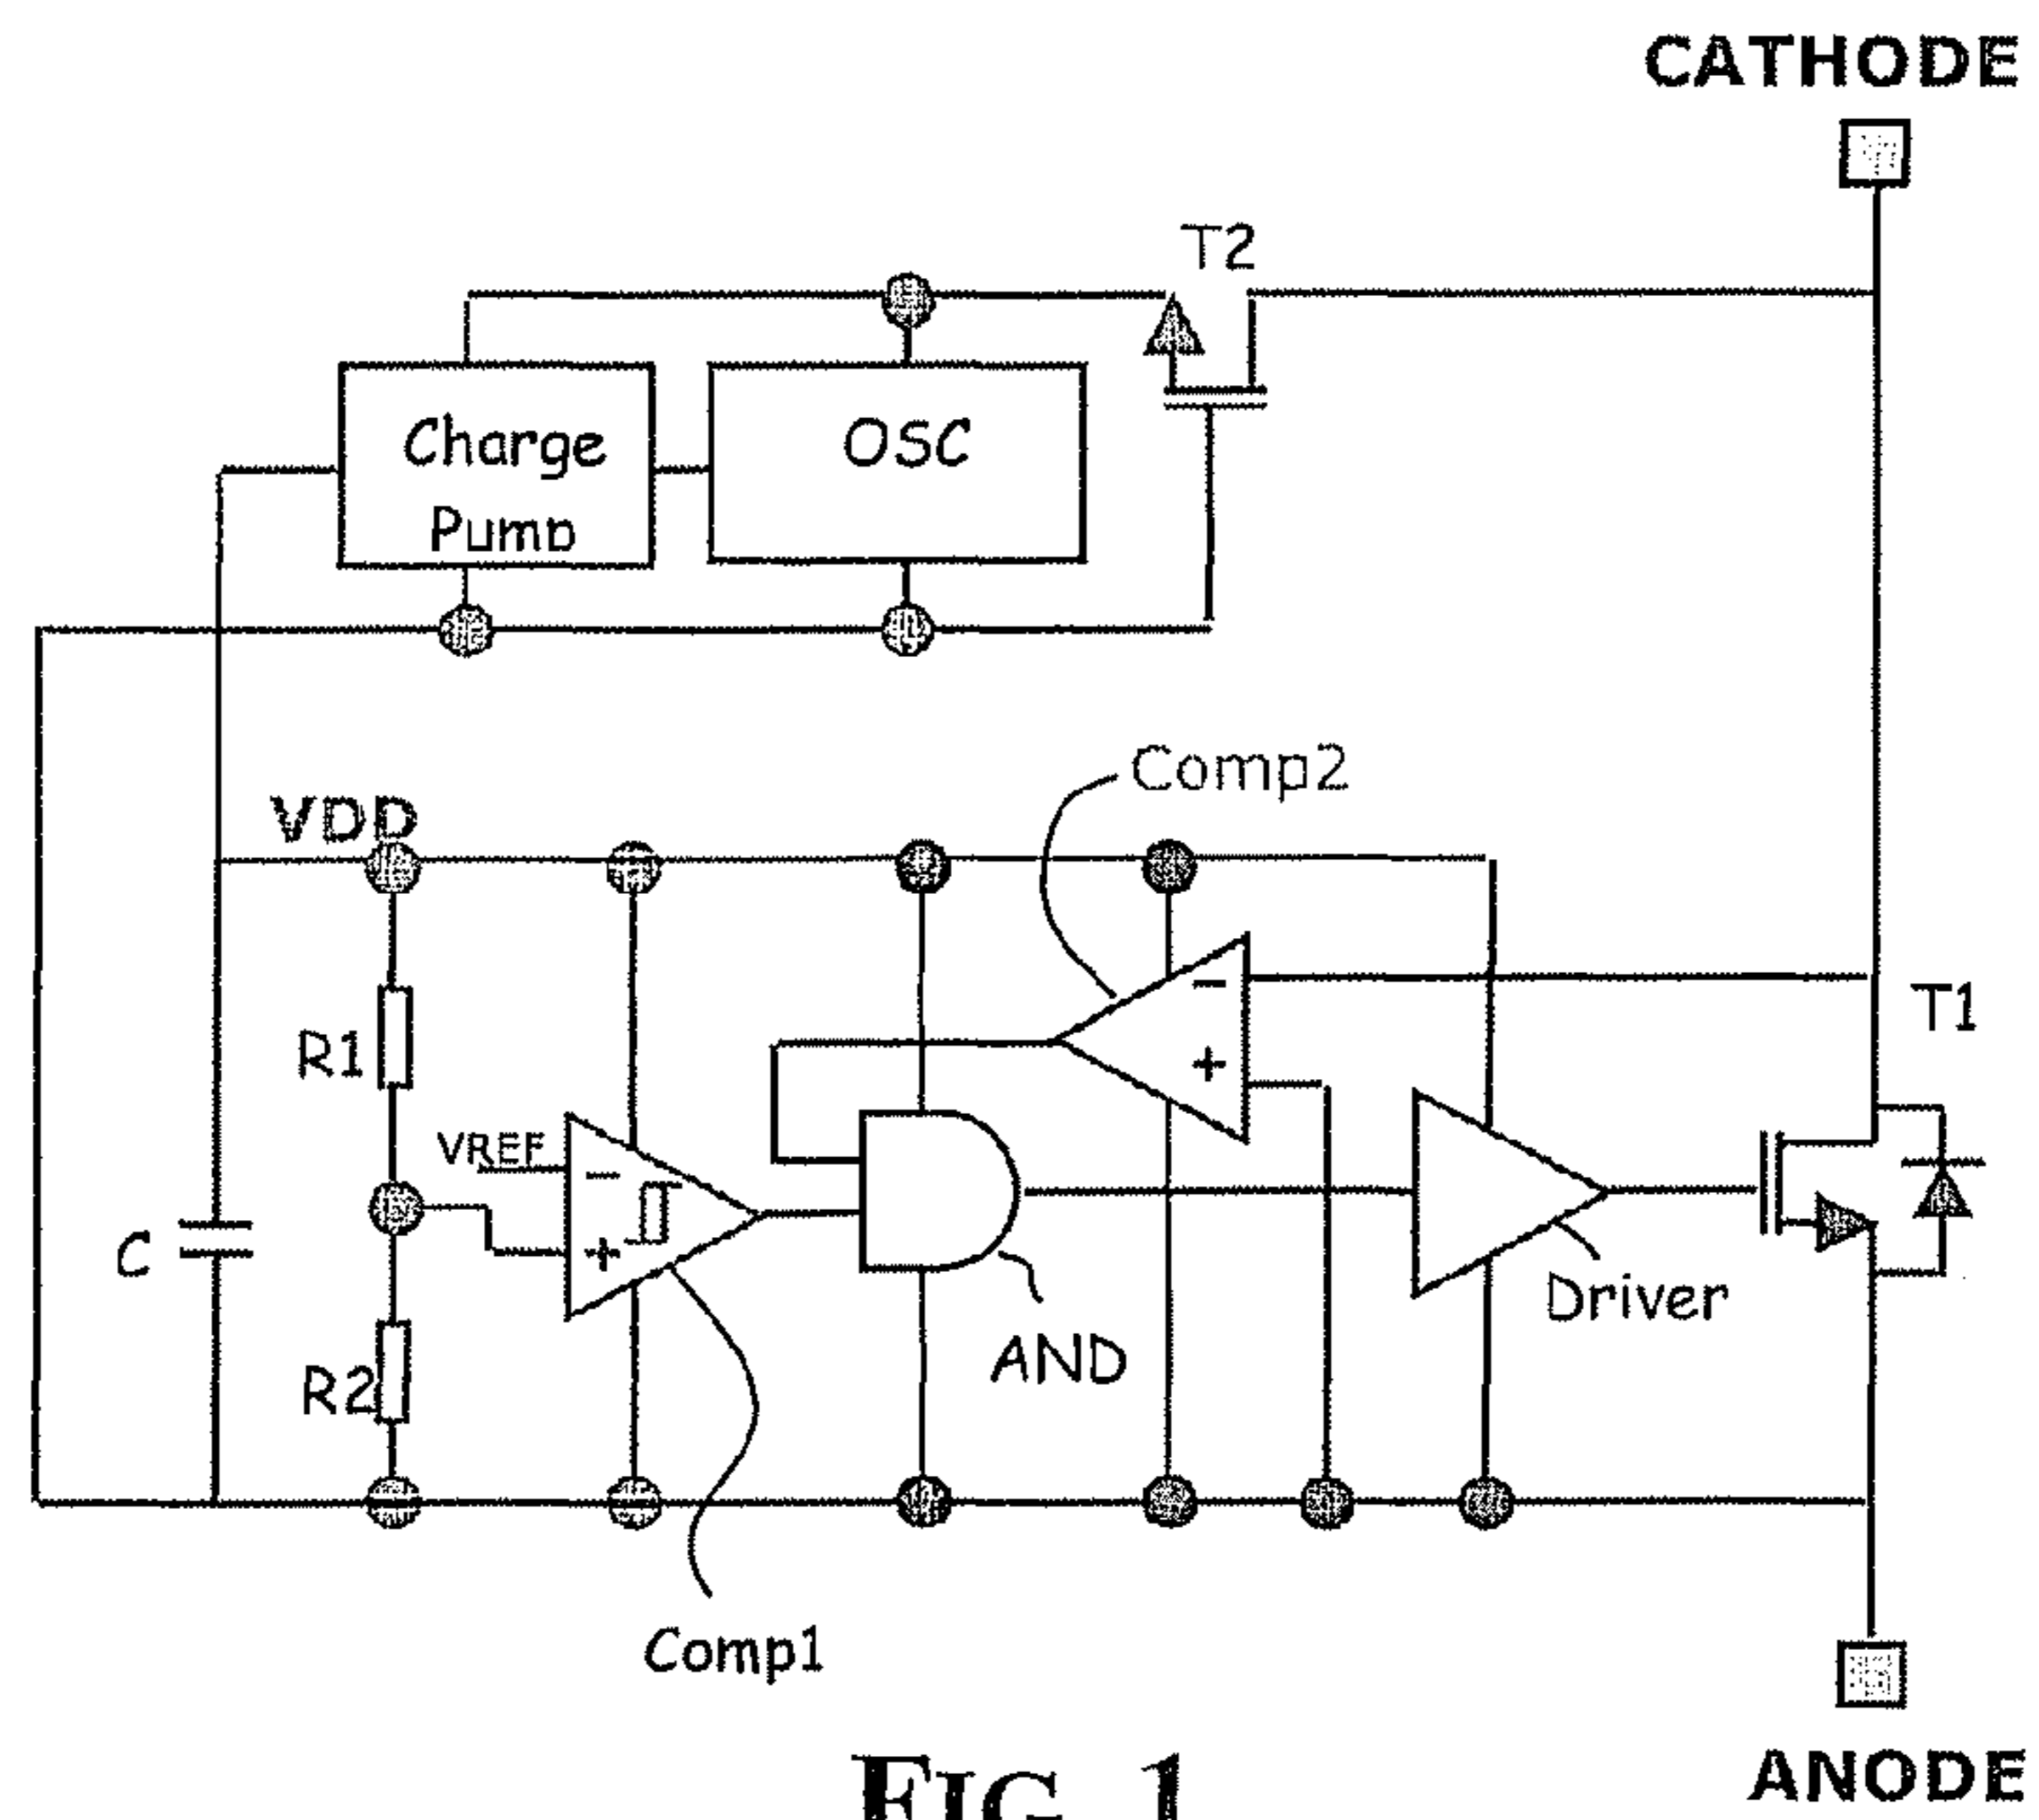 CATHODE
T2
Charge
Pump
OSC
Comp2
VDD
T1
R1
VREF
-
+
-
+
C
Driver
AND
R2
Comp1
FIG. 1
ANODE